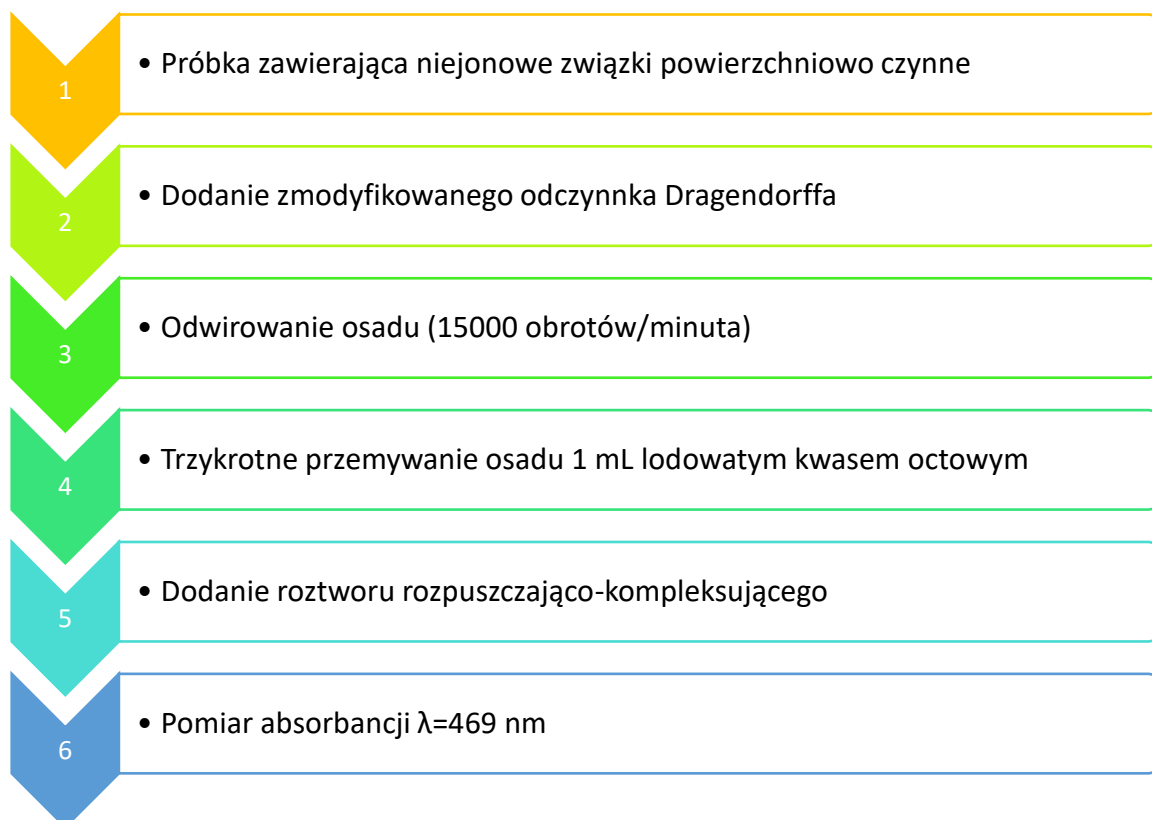 1
• Próbka zawierająca niejonowe związki powierzchniowo czynne
2
• Dodanie zmodyfikowanego odczynnka Dragendorffa
3
• Odwirowanie osadu (15000 obrotów/minuta)
4
• Trzykrotne przemywanie osadu 1 mL lodowatym kwasem octowym
5
• Dodanie roztworu rozpuszczająco-kompleksującego
6
• Pomiar absorbancji λ=469 nm